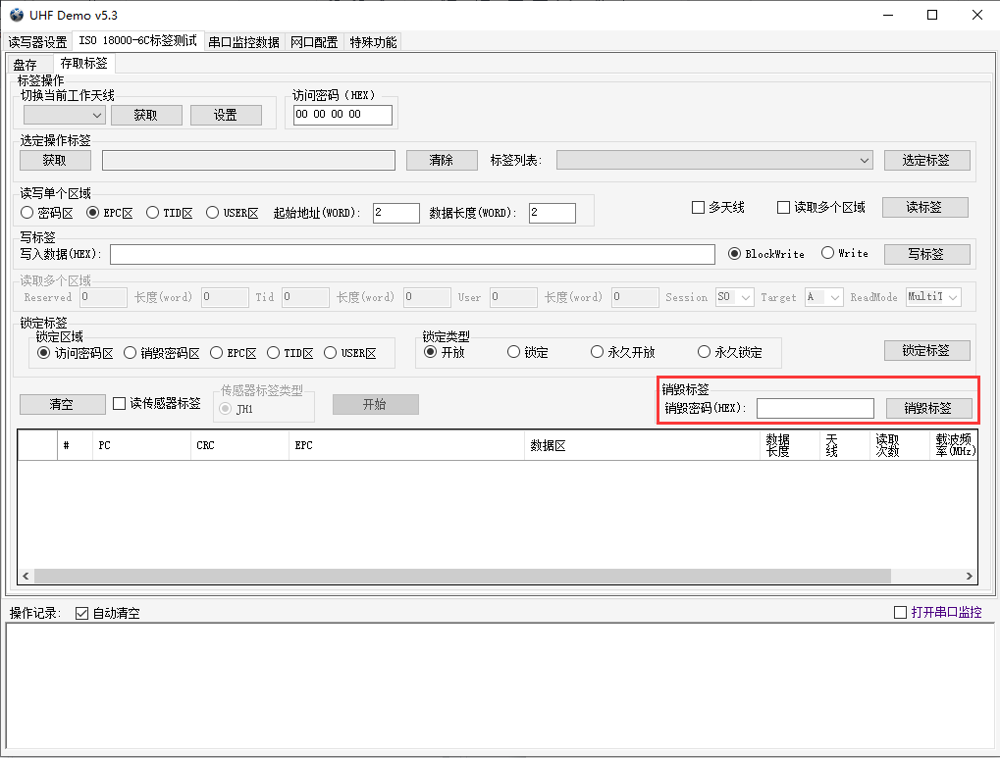 UHF Demo v5.3
读写器设置 ISO 18000-6C标签测试 串口监控数据 网口配置 特殊功能
盘存 存取标签
标签操作
切换当前工作天线 访问密码(HEX)
获取 设置 00 00 00 00
选定操作标签
获取 清除 标签列表: 选定标签
读写单个区域
密码区 EPC区 TID区 USER区 起始地址(WORD): 2 数据长度(WORD): 2 多天线 读取多个区域 读标签
写标签
写入数据(HEX): BlockWrite Write 写标签
读取多个区域
Reserved 0 长度(word) 0 Tid 0 长度(word) 0 User 0 长度(word) 0 Session S0 Target A ReadMode MultiT
锁定标签
锁定区域 锁定类型
访问密码区 销毁密码区 EPC区 TID区 USER区 开放 锁定 永久开放 永久锁定 锁定标签
传感器标签类型 销毁标签
清空 读传感器标签 JH1 开始 销毁密码(HEX): 销毁标签
# PC CRC EPC 数据区 数据长度 天线 读取次数 载波频率(MHz)
操作记录: 自动清空 打开串口监控